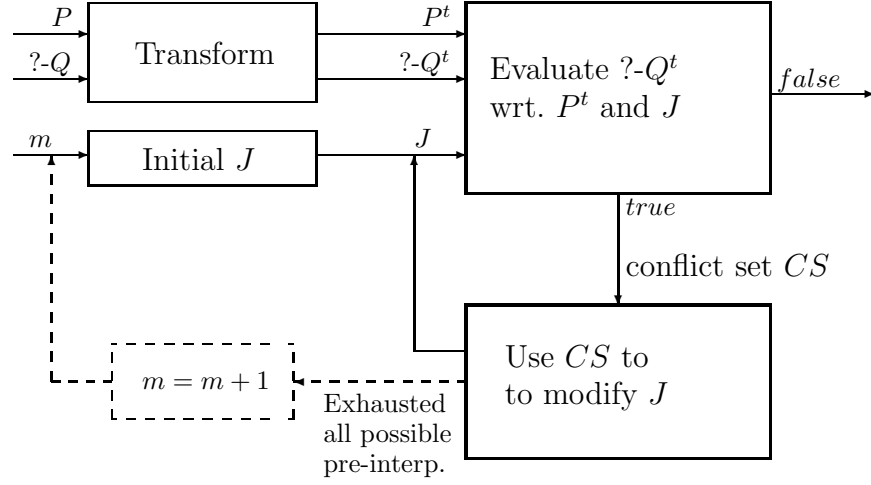 P
?-Q
Transform
P^t
?-Q^t
Evaluate ?-Q^t
wrt. P^t and J
false
m
Initial J
J
true
conflict set CS
Use CS to
to modify J
m = m + 1
Exhausted
all possible
pre-interp.